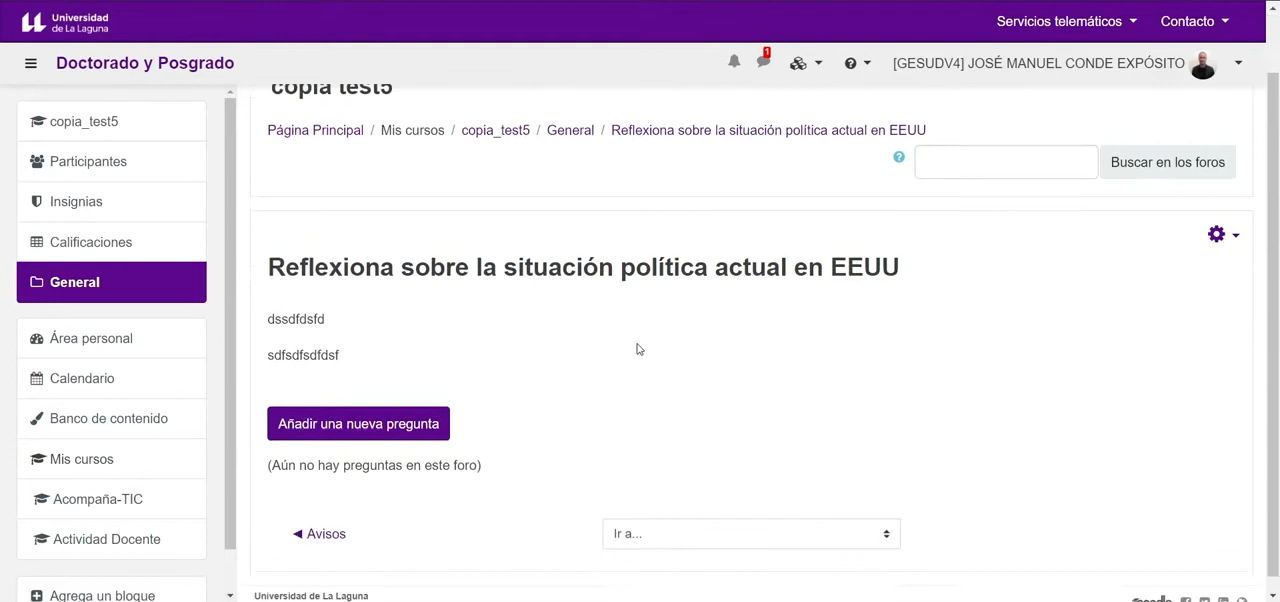 Universidad
de La Laguna
Servicios telemáticos
Contacto
Doctorado y Posgrado
1
[GESUDV4] JOSÉ MANUEL CONDE EXPÓSITO
copia test5
Página Principal / Mis cursos / copia_test5 / General / Reflexiona sobre la situación política actual en EEUU
Buscar en los foros
copia_test5
Participantes
Insignias
Calificaciones
General
Área personal
Calendario
Banco de contenido
Mis cursos
Acompaña-TIC
Actividad Docente
Agrega un bloque
Reflexiona sobre la situación política actual en EEUU
dssdfdsfd
sdfsdfsdfdsf
Añadir una nueva pregunta
(Aún no hay preguntas en este foro)
◄ Avisos
Ir a...
Universidad de La Laguna